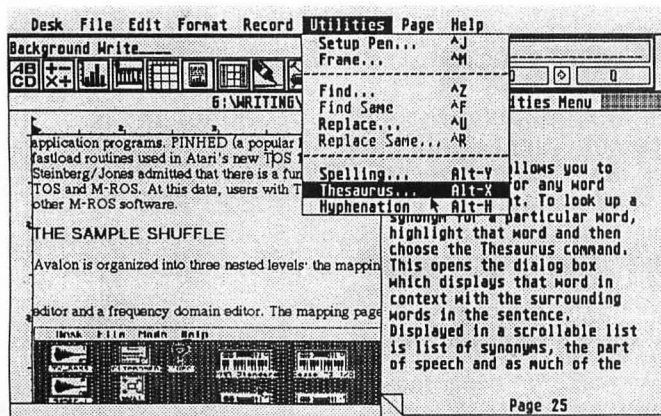 Desk File Edit Format Record Utilities Page Help
Background Write
AB
CD
G:\WRITING\
ities Menu
Setup Pen... ^J
Frame... ^M
Find... ^Z
Find Same ^F
Replace... ^U
Replace Same... ^R
Spelling... Alt-Y
Thesaurus... Alt-X
Hyphenation Alt-H
application programs. PINHED (a popular
fastload routines used in Atari's new TOS 1
Steinberg/Jones admitted that there is a fun
TOS and M-ROS. At this date, users with T
other M-ROS software.
THE SAMPLE SHUFFLE
Avalon is organized into three nested levels: the mappin
editor and a frequency domain editor. The mapping page
Desk File Mode Help
llows you to
or any word
t. To look up a
synonym for a particular word,
highlight that word and then
choose the Thesaurus command.
This opens the dialog box
which displays that word in
context with the surrounding
words in the sentence.
Displayed in a scrollable list
is list of synonyms, the part
of speech and as much of the
Page 25